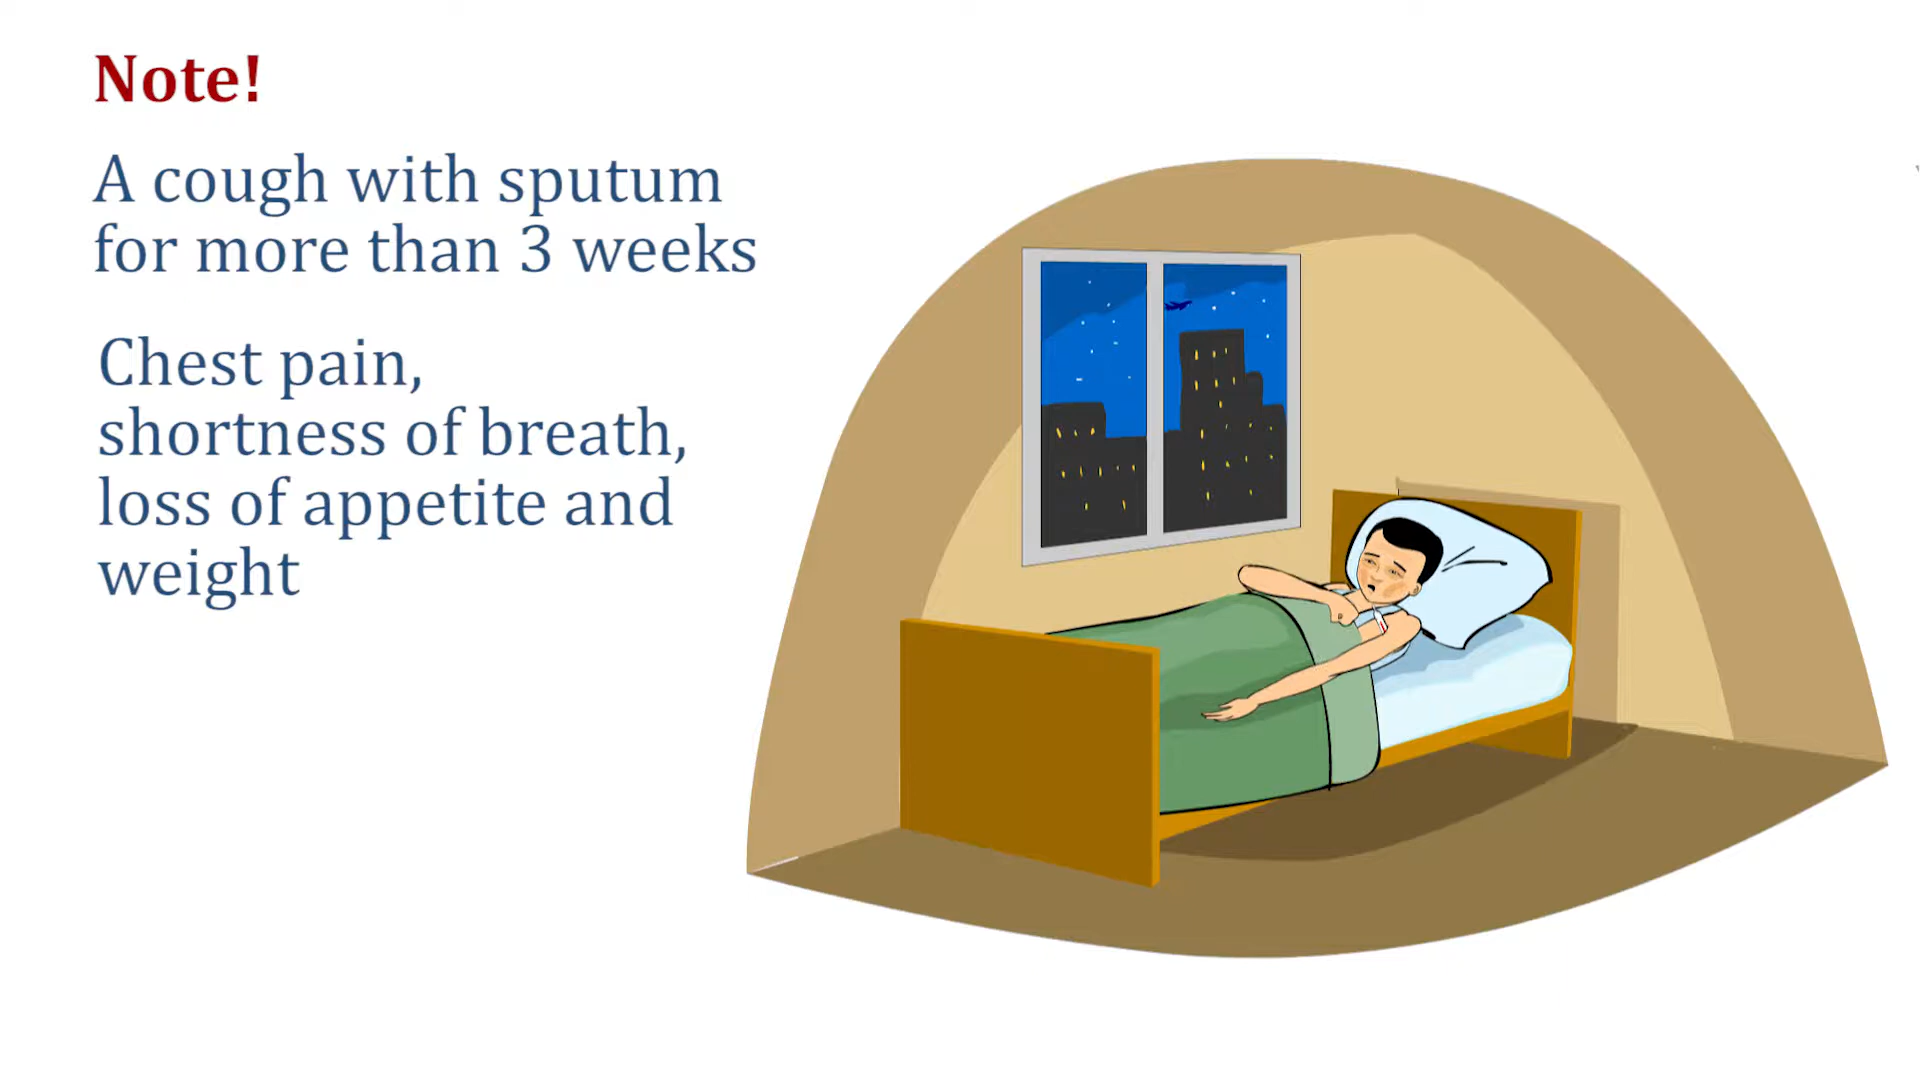 Note!
A cough with sputum
for more than 3 weeks
Chest pain,
shortness of breath,
loss of appetite and
weight